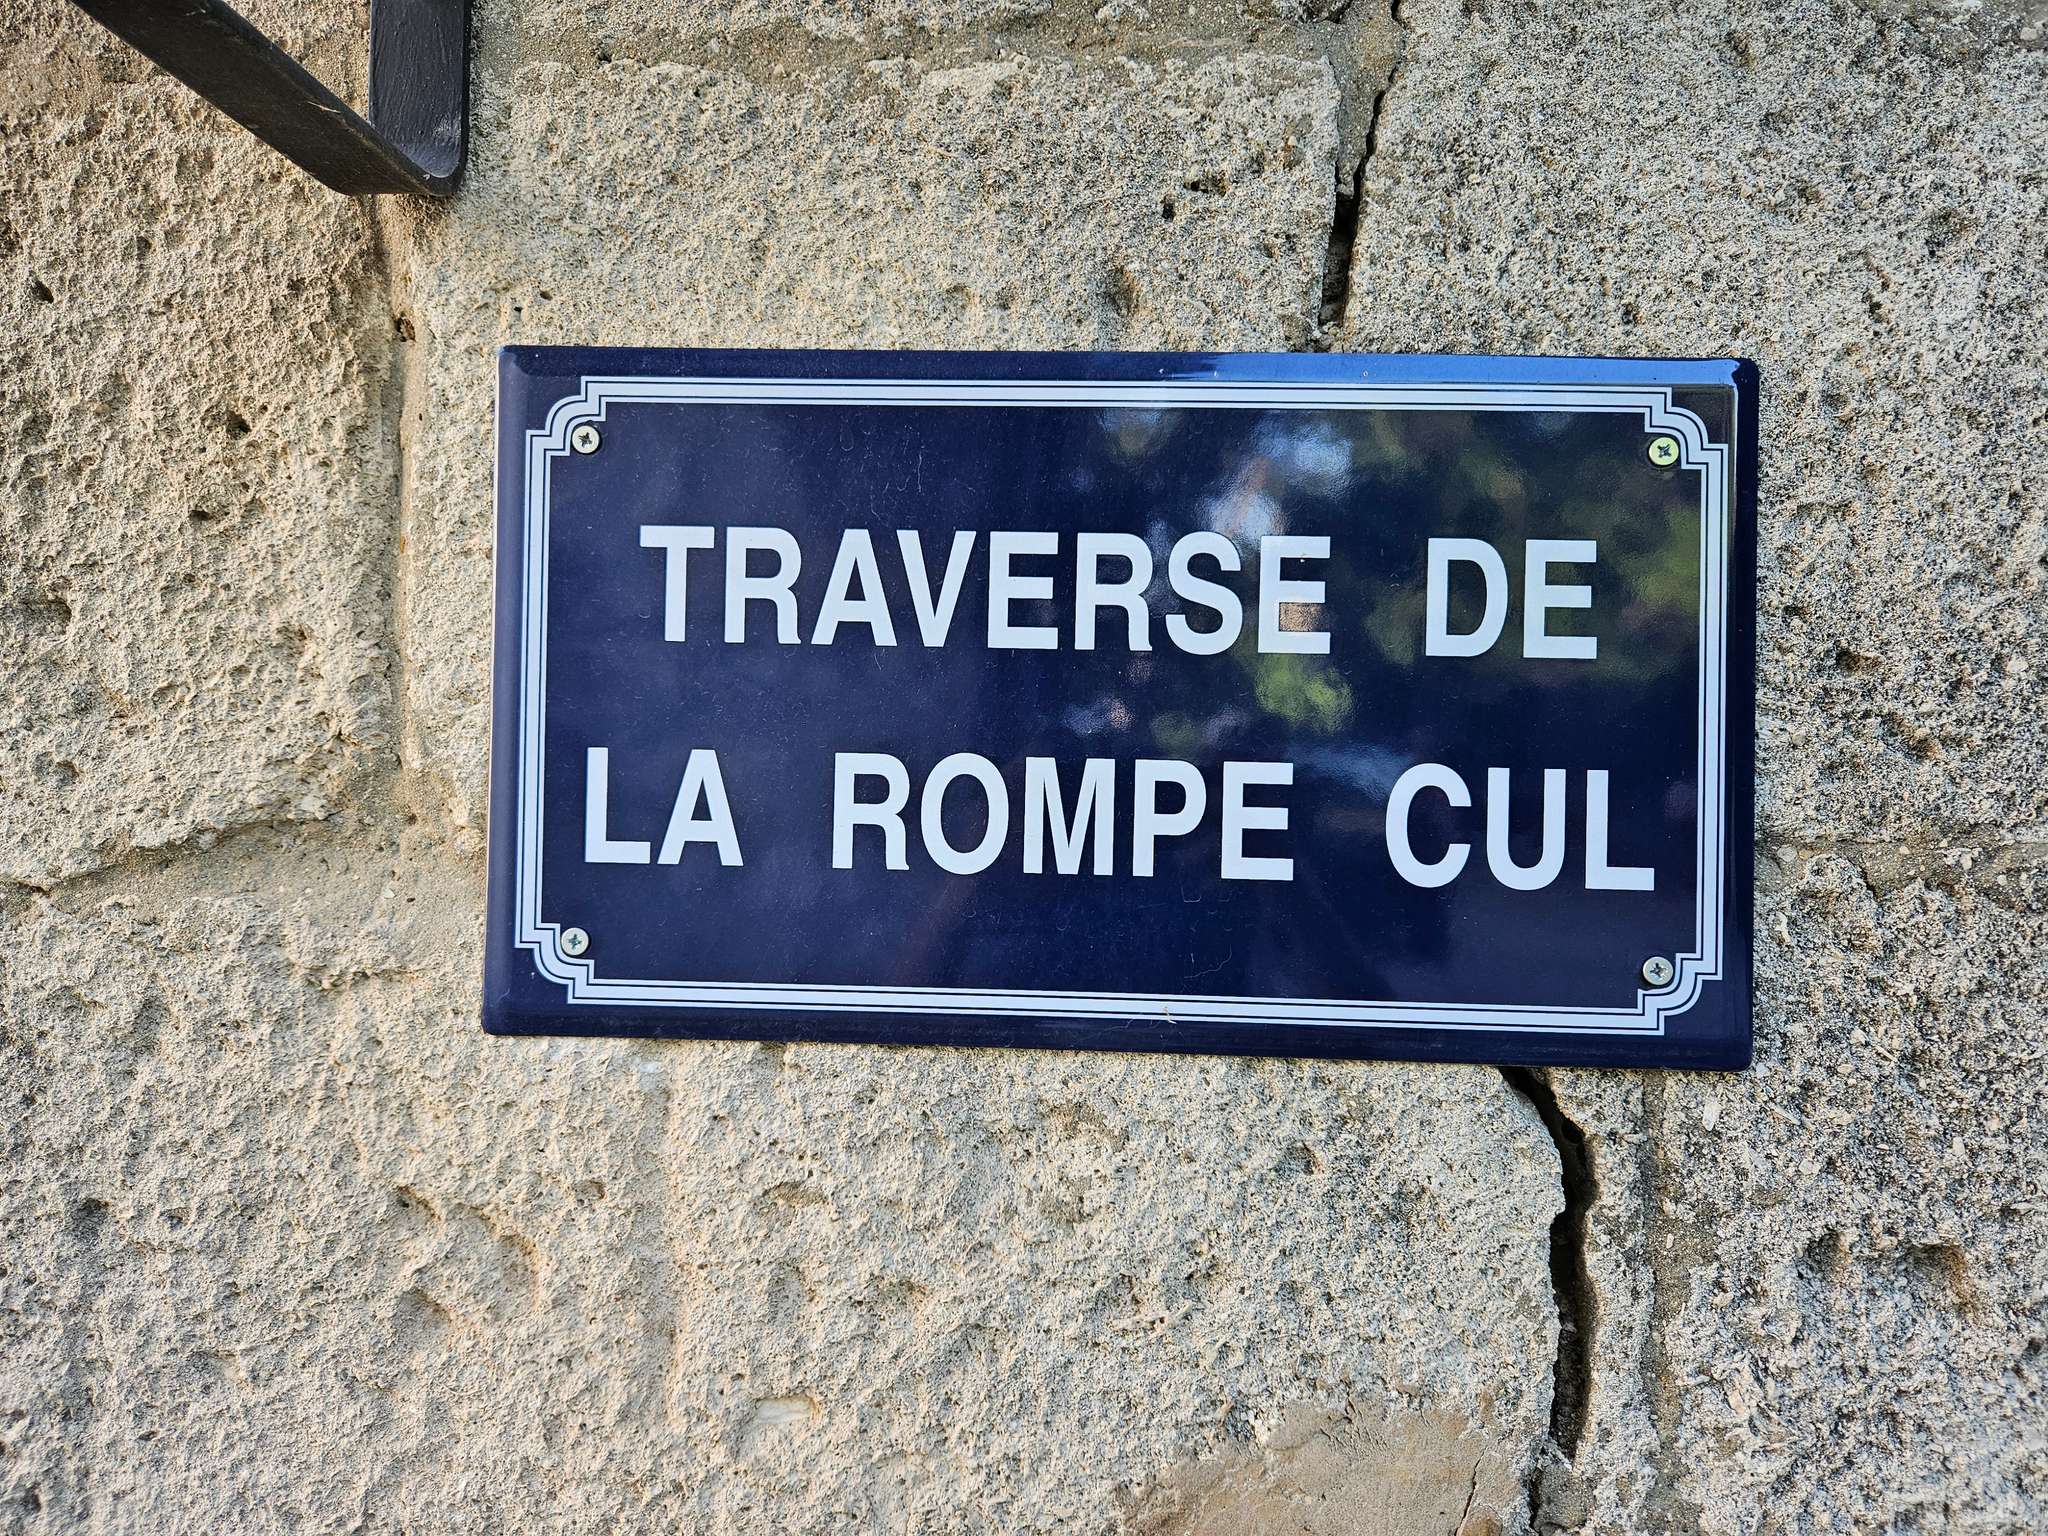 TRAVERSE DE
LA ROMPE CUL